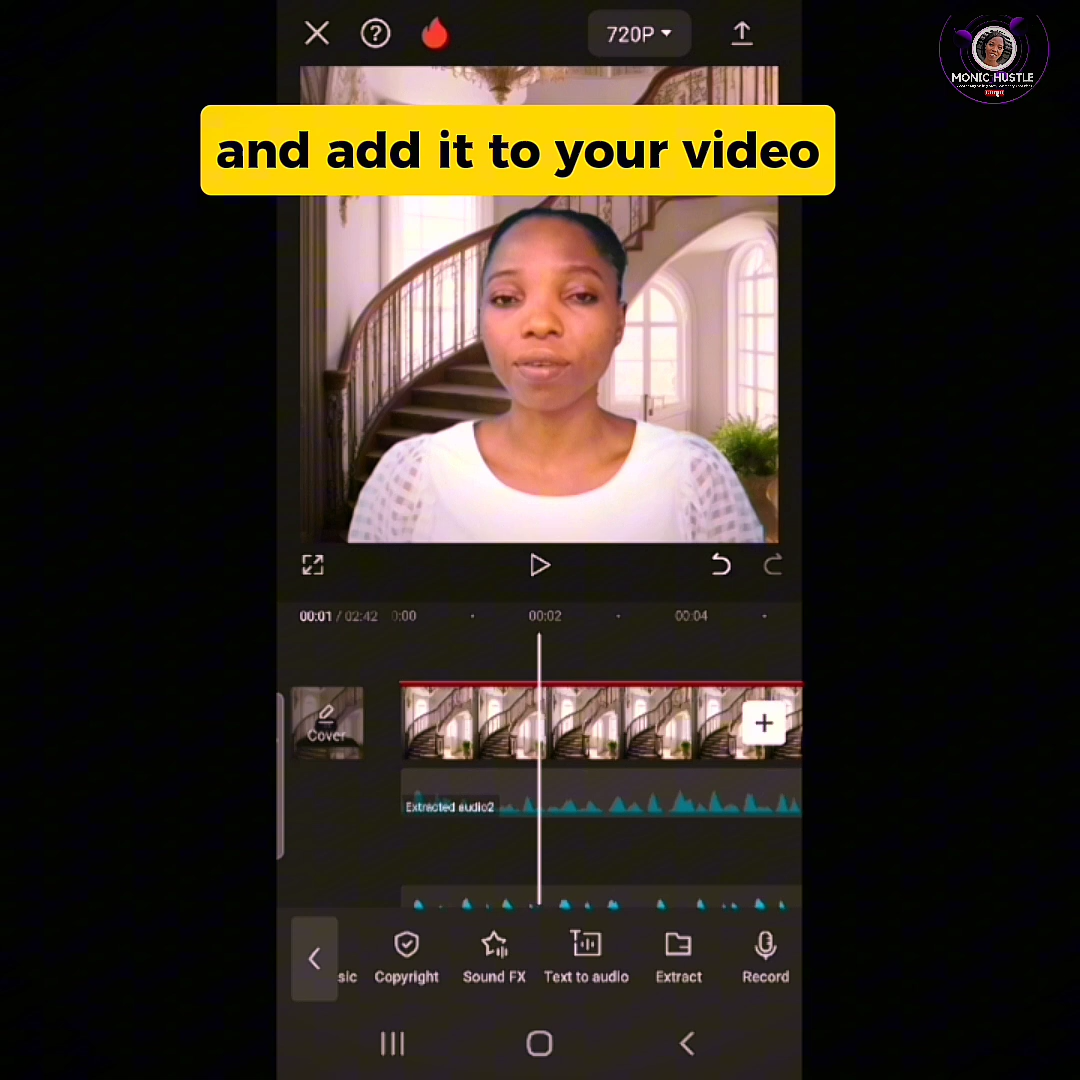 720P
MONIC HUSTLE
and add it to your video
00:01 / 02:42 0:00 00:02 00:04
Cover
Extracted audio2
sic Copyright Sound FX Text to audio Extract Record